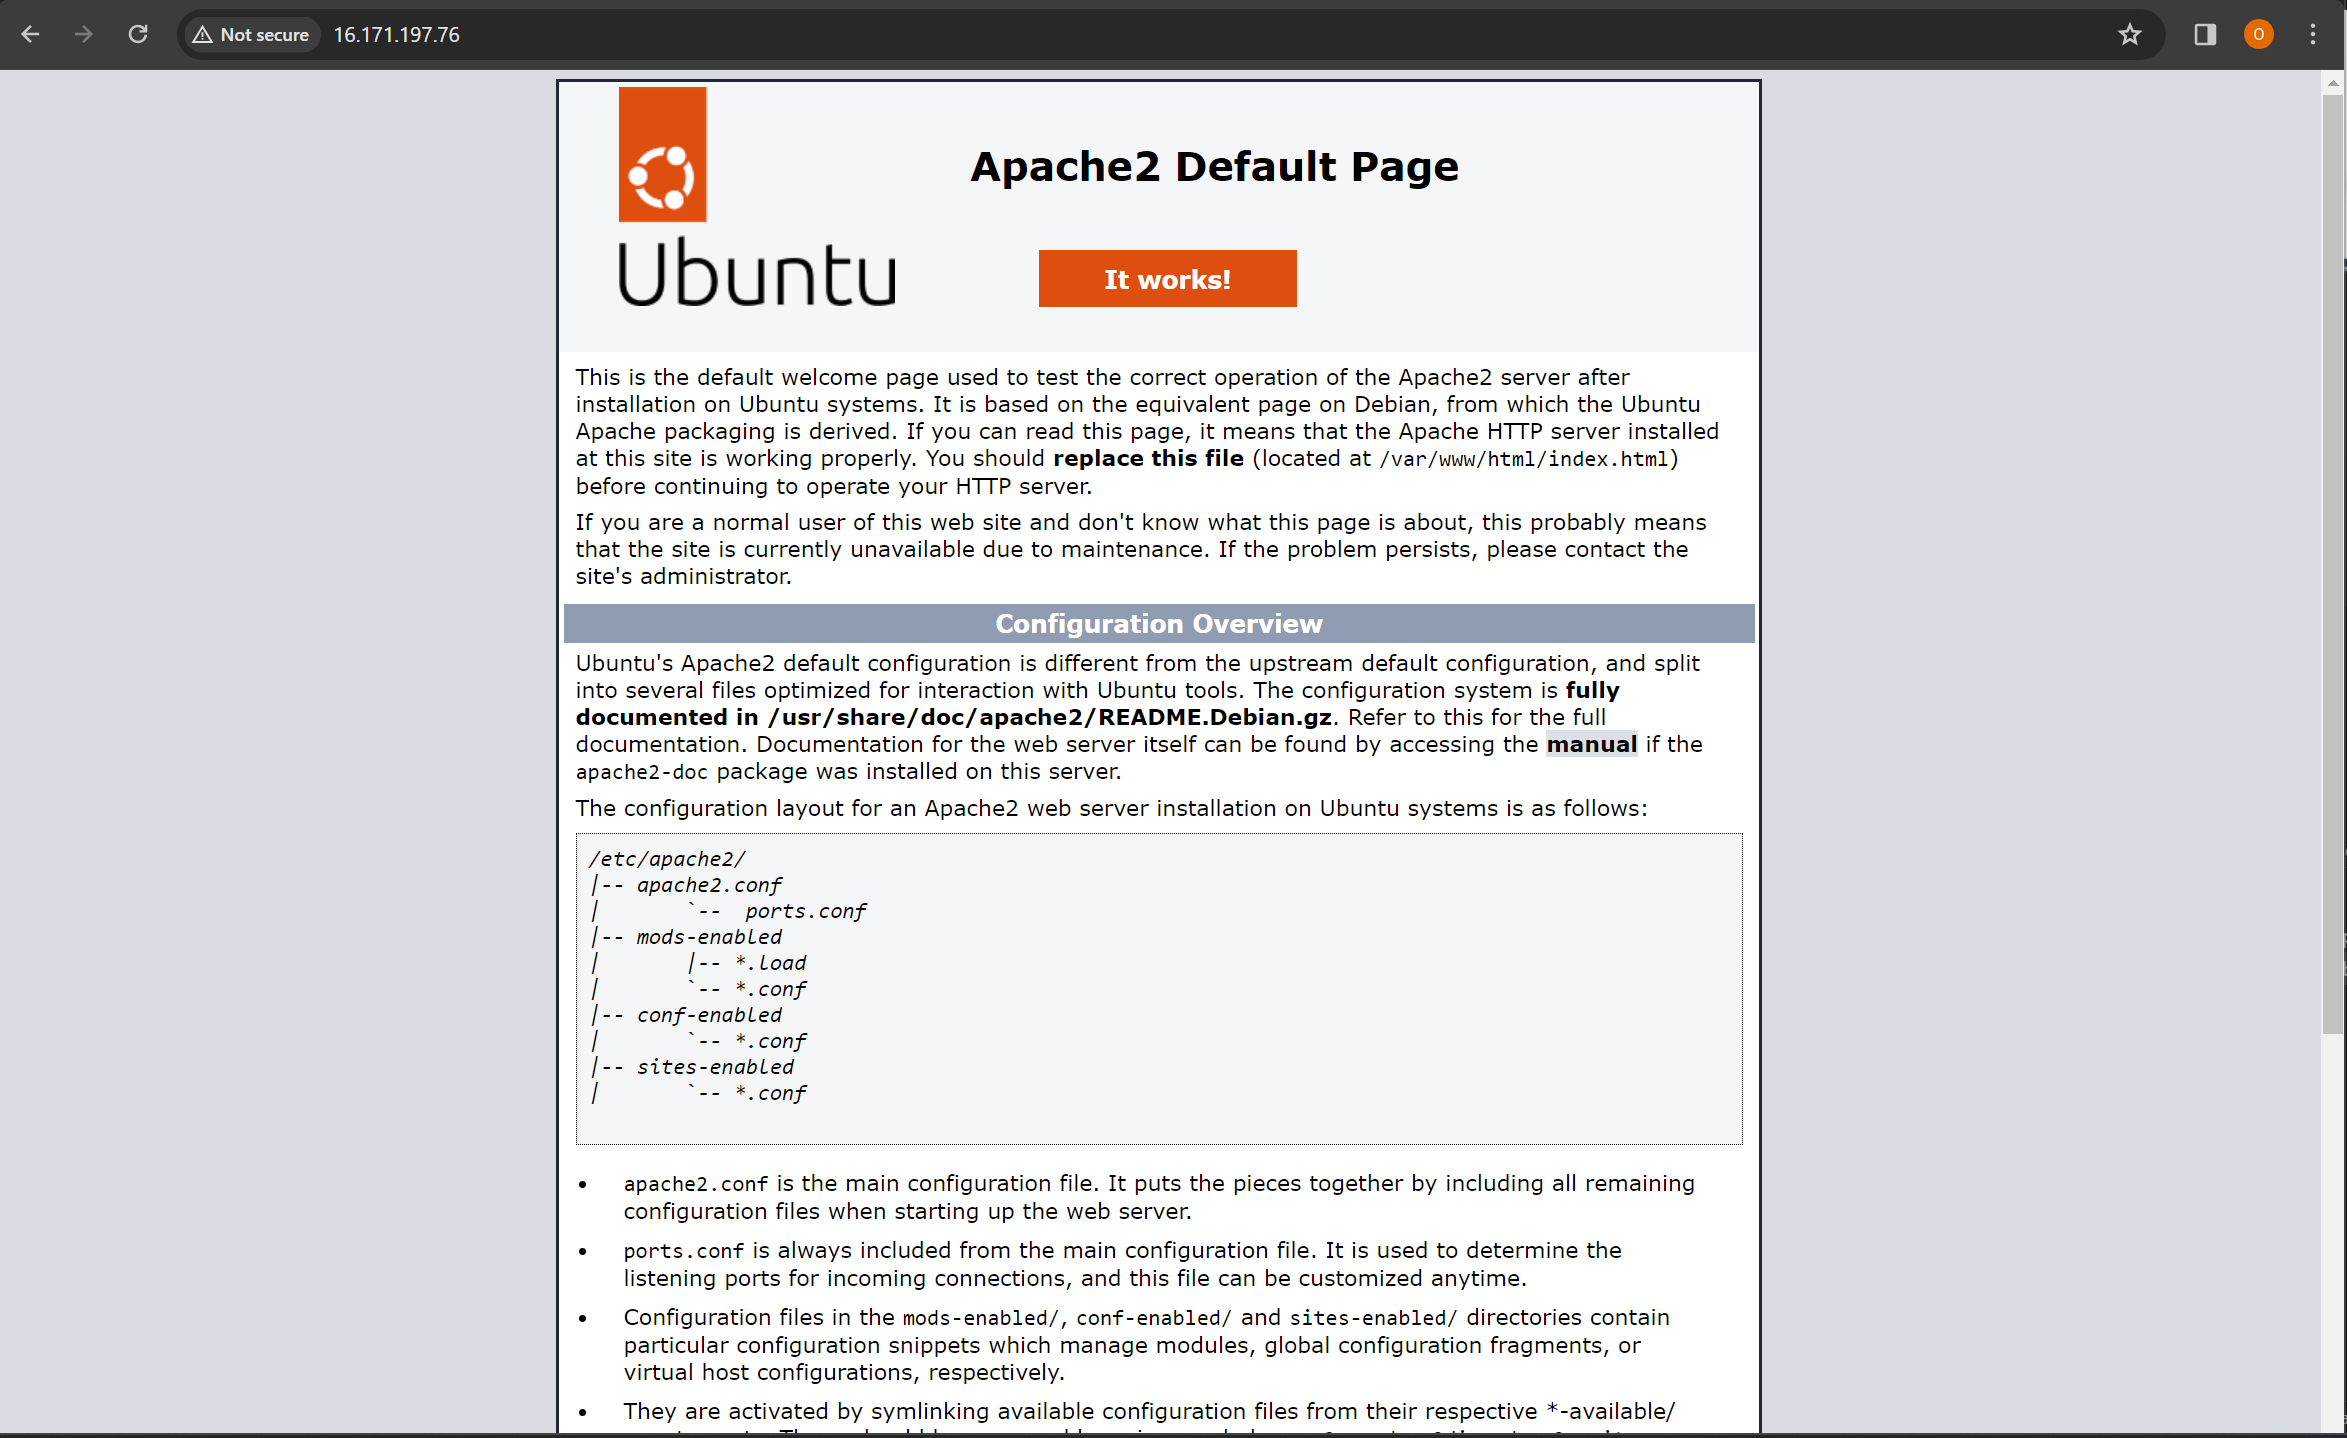 Not secure
16.171.197.76
O
Apache2 Default Page
Ubuntu
It works!
This is the default welcome page used to test the correct operation of the Apache2 server after
installation on Ubuntu systems. It is based on the equivalent page on Debian, from which the Ubuntu
Apache packaging is derived. If you can read this page, it means that the Apache HTTP server installed
at this site is working properly. You should replace this file (located at /var/www/html/index.html)
before continuing to operate your HTTP server.
If you are a normal user of this web site and don't know what this page is about, this probably means
that the site is currently unavailable due to maintenance. If the problem persists, please contact the
site's administrator.
Configuration Overview
Ubuntu's Apache2 default configuration is different from the upstream default configuration, and split
into several files optimized for interaction with Ubuntu tools. The configuration system is fully
documented in /usr/share/doc/apache2/README.Debian.gz. Refer to this for the full
documentation. Documentation for the web server itself can be found by accessing the manual if the
apache2-doc package was installed on this server.
The configuration layout for an Apache2 web server installation on Ubuntu systems is as follows:
/etc/apache2/
|-- apache2.conf
|       `--  ports.conf
|-- mods-enabled
|       |-- *.load
|       `-- *.conf
|-- conf-enabled
|       `-- *.conf
|-- sites-enabled
|       `-- *.conf
• apache2.conf is the main configuration file. It puts the pieces together by including all remaining
configuration files when starting up the web server.
• ports.conf is always included from the main configuration file. It is used to determine the
listening ports for incoming connections, and this file can be customized anytime.
• Configuration files in the mods-enabled/, conf-enabled/ and sites-enabled/ directories contain
particular configuration snippets which manage modules, global configuration fragments, or
virtual host configurations, respectively.
• They are activated by symlinking available configuration files from their respective *-available/